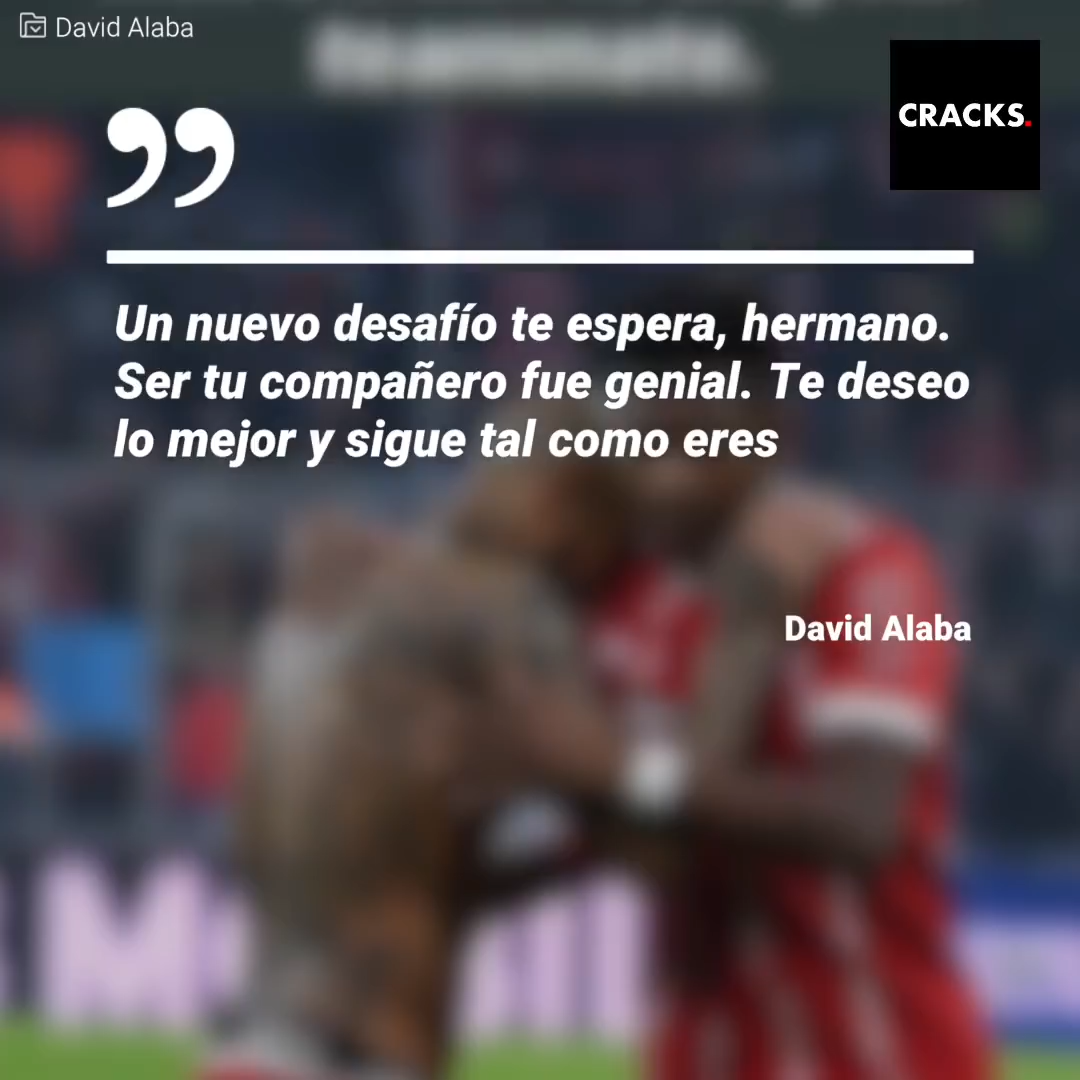 David Alaba
CRACKS.
”
Un nuevo desafío te espera, hermano.
Ser tu compañero fue genial. Te deseo
lo mejor y sigue tal como eres
David Alaba